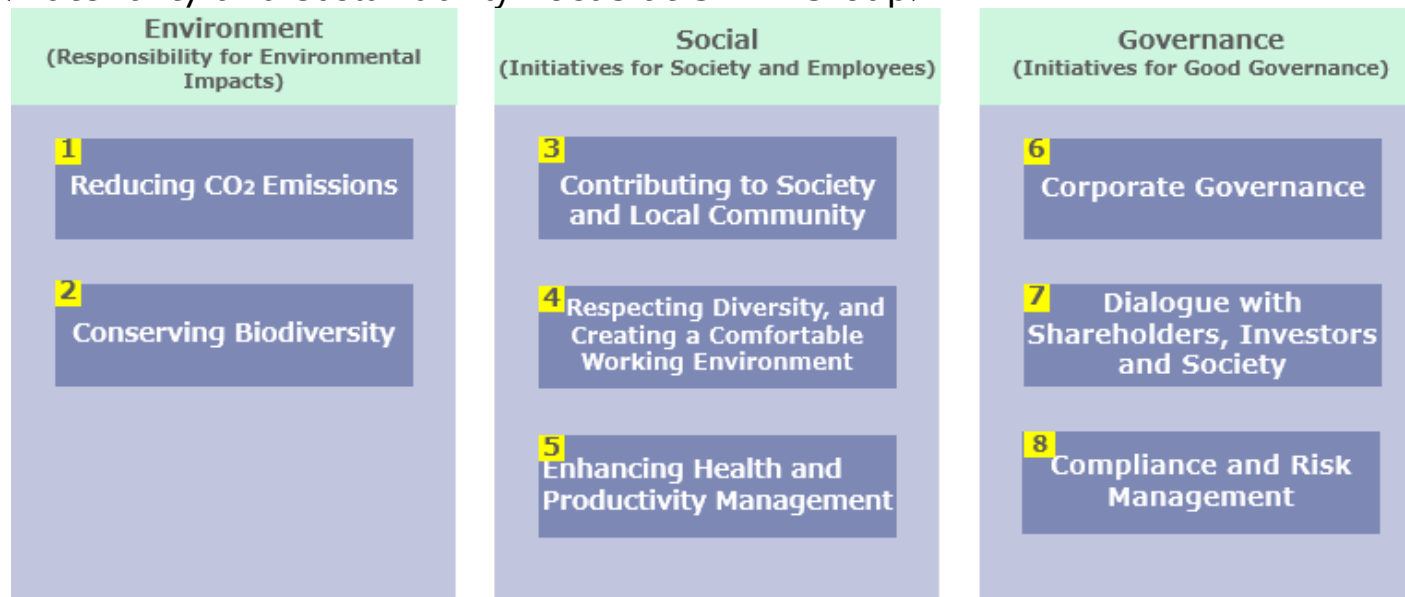 Environment
(Responsibility for Environmental
Impacts)
1
Reducing CO2 Emissions
2
Conserving Biodiversity
Social
(Initiatives for Society and Employees)
3
Contributing to Society
and Local Community
4
Respecting Diversity, and
Creating a Comfortable
Working Environment
5
Enhancing Health and
Productivity Management
Governance
(Initiatives for Good Governance)
6
Corporate Governance
7
Dialogue with
Shareholders, Investors
and Society
8
Compliance and Risk
Management